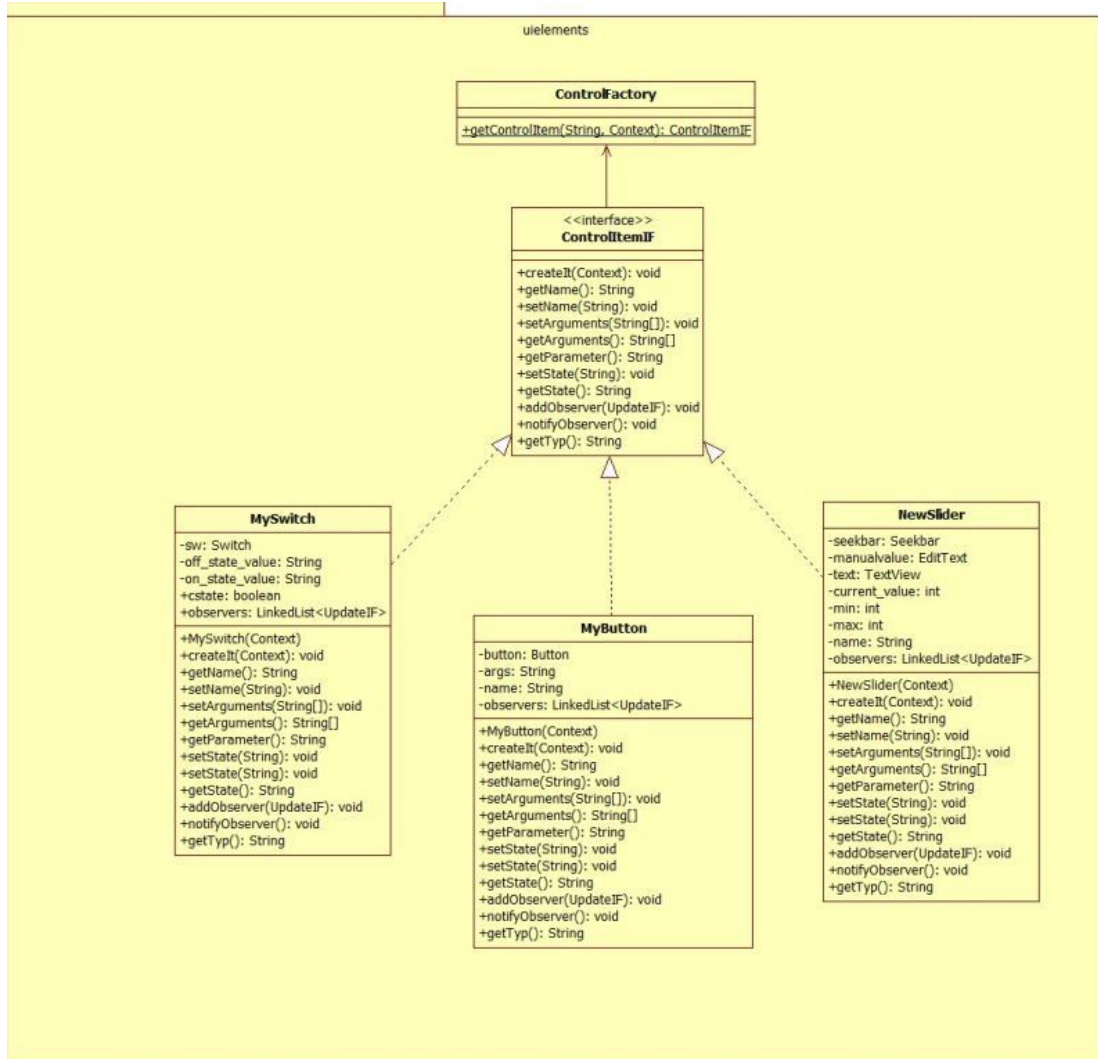 uielements
ControlFactory
+getControlItem(String, Context): ControlItemIF
<<interface>>
ControlItemIF
+createIt(Context): void
+getName(): String
+setName(String): void
+setArguments(String[]): void
+getArguments(): String[]
+getParameter(): String
+setState(String): void
+getState(): String
+addObserver(UpdateIF): void
+notifyObserver(): void
+getTyp(): String
MySwitch
-sw: Switch
-off_state_value: String
-on_state_value: String
+cstate: boolean
+observers: LinkedList<UpdateIF>
+MySwitch(Context)
+createIt(Context): void
+getName(): String
+setName(String): void
+setArguments(String[]): void
+getArguments(): String[]
+getParameter(): String
+setState(String): void
+setState(String): void
+getState(): String
+addObserver(UpdateIF): void
+notifyObserver(): void
+getTyp(): String
MyButton
-button: Button
-args: String
-name: String
-observers: LinkedList<UpdateIF>
+MyButton(Context)
+createIt(Context): void
+getName(): String
+setName(String): void
+setArguments(String[]): void
+getArguments(): String[]
+getParameter(): String
+setState(String): void
+setState(String): void
+getState(): String
+addObserver(UpdateIF): void
+notifyObserver(): void
+getTyp(): String
NewSlider
-seekbar: Seekbar
-manualvalue: EditText
-text: TextView
-current_value: int
-min: int
-max: int
-name: String
-observers: LinkedList<UpdateIF>
+NewSlider(Context)
+createIt(Context): void
+getName(): String
+setName(String): void
+setArguments(String[]): void
+getArguments(): String[]
+getParameter(): String
+setState(String): void
+setState(String): void
+getState(): String
+addObserver(UpdateIF): void
+notifyObserver(): void
+getTyp(): String